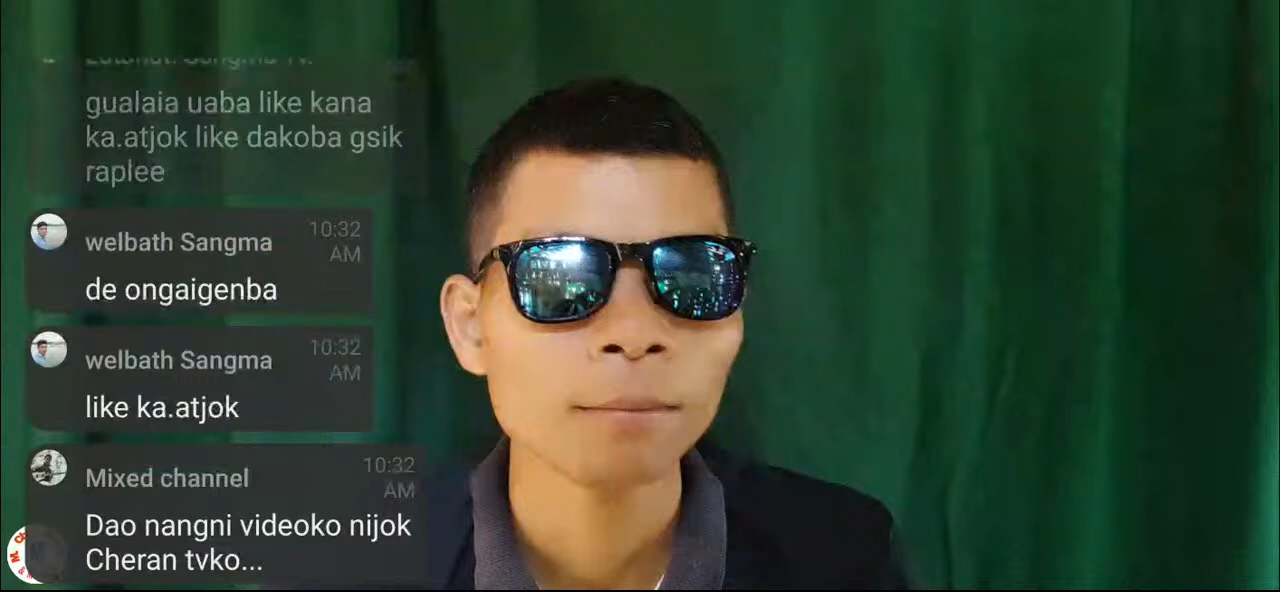 gualaia uaba like kana
ka.atjok like dakoba gsik
raplee
welbath Sangma 10:32
AM
de ongaigenba
welbath Sangma 10:32
AM
like ka.atjok
Mixed channel 10:32
AM
Dao nangni videoko nijok
Cheran tvko...